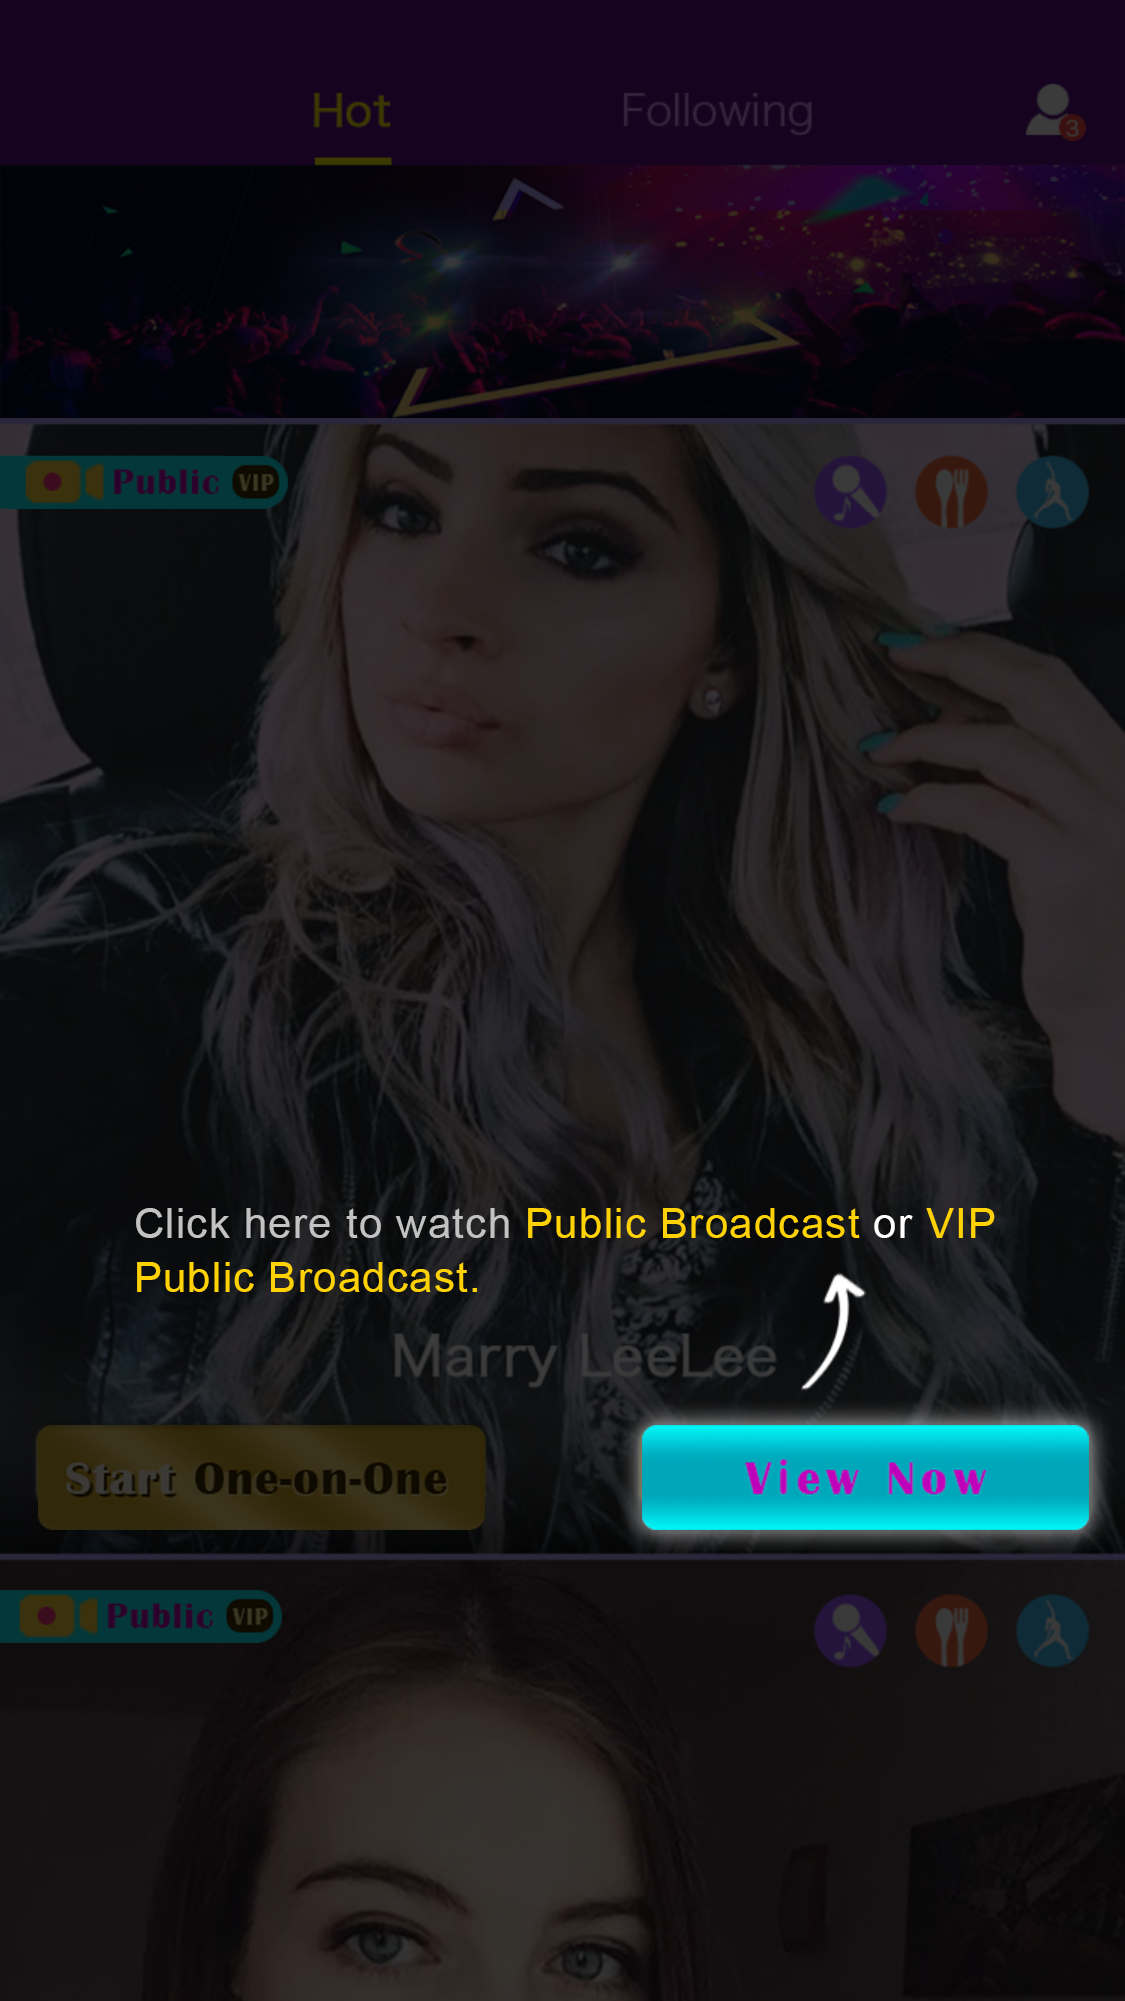 Hot
Following
3
Public VIP
Click here to watch Public Broadcast or VIP
Public Broadcast.
Marry LeeLee
Start One-on-One
View Now
Public VIP